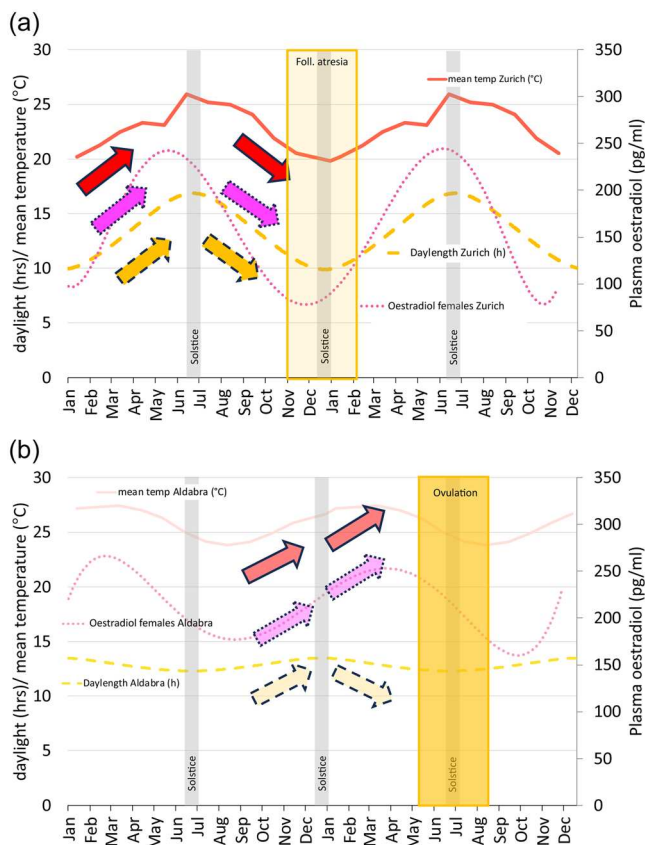 (a)
30
25
20
15
10
5
0
daylight (hrs)/ mean temperature (°C)
350
300
250
200
150
100
50
0
Plasma oestradiol (pg/ml)
Foll. atresia
mean temp Zurich (°C)
Daylength Zurich (h)
Oestradiol females Zurich
Solstice
Solstice
Solstice
Jan Feb Mar Apr May Jun Jul Aug Sep Oct Nov Dec Jan Feb Mar Apr May Jun Jul Aug Sep Oct Nov Dec
(b)
30
25
20
15
10
5
0
daylight (hrs)/ mean temperature (°C)
350
300
250
200
150
100
50
0
Plasma oestradiol (pg/ml)
mean temp Aldabra (°C)
Ovulation
Oestradiol females Aldabra
Daylength Aldabra (h)
Solstice
Solstice
Solstice
Jan Feb Mar Apr May Jun Jul Aug Sep Oct Nov Dec Jan Feb Mar Apr May Jun Jul Aug Sep Oct Nov Dec